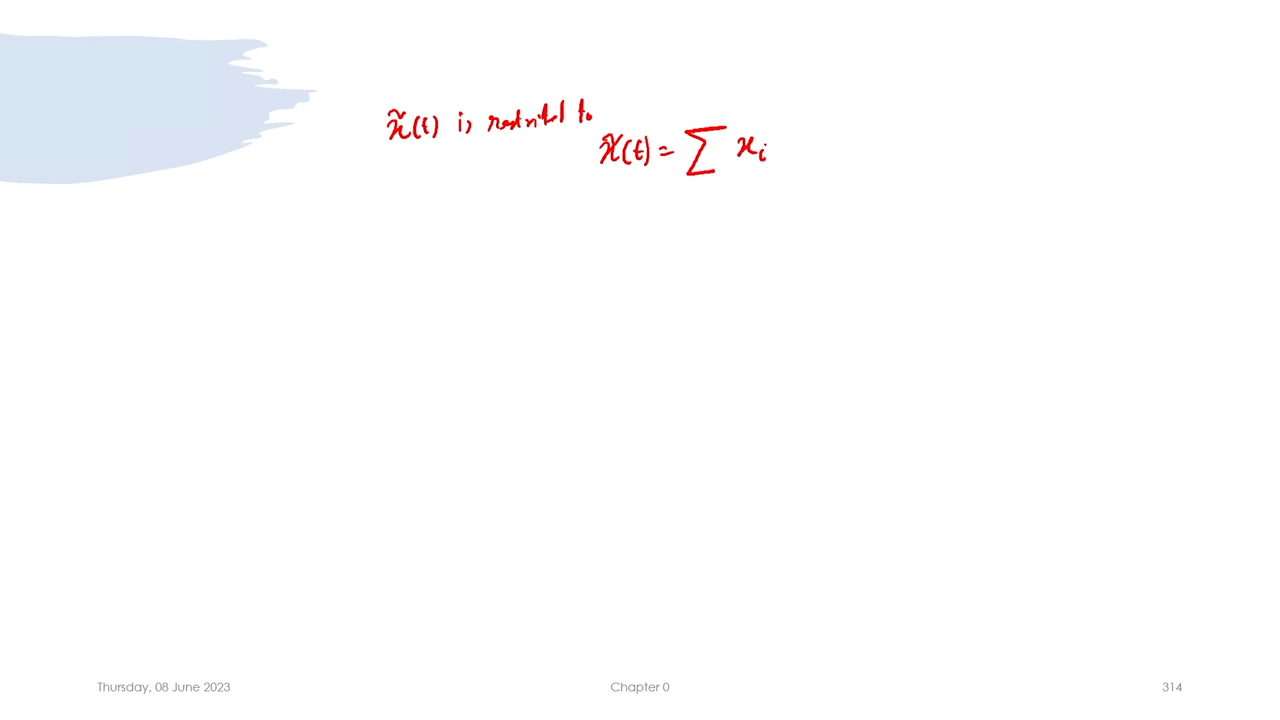 x̃(t) is restricted to
x̃(t) = ∑ xᵢ
Thursday, 08 June 2023
Chapter 0
314